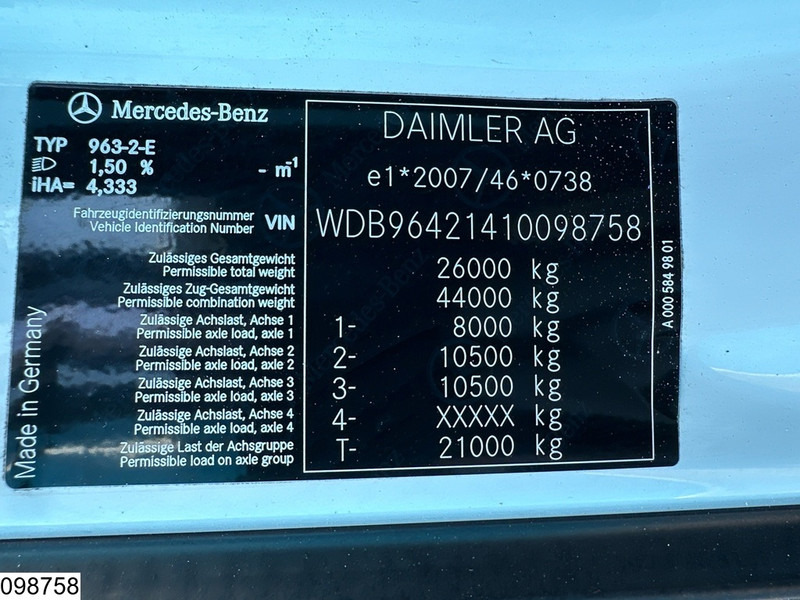 Mercedes-Benz
TYP 963-2-E
1,50 % - m-1
iHA= 4,333
DAIMLER AG
e1*2007/46*0738
Fahrzeugidentifizierungsnummer
Vehicle Identification Number
VIN WDB96421410098758
Zulässiges Gesamtgewicht
Permissible total weight
26000 kg
Zulässiges Zug-Gesamtgewicht
Permissible combination weight
44000 kg
Zulässige Achslast, Achse 1
Permissible axle load, axle 1
1- 8000 kg
Zulässige Achslast, Achse 2
Permissible axle load, axle 2
2- 10500 kg
Zulässige Achslast, Achse 3
Permissible axle load, axle 3
3- 10500 kg
Zulässige Achslast, Achse 4
Permissible axle load, axle 4
4- XXXXX kg
Zulässige Last der Achsgruppe
Permissible load on axle group
T- 21000 kg
Made in Germany
A 000 584 98 01
098758